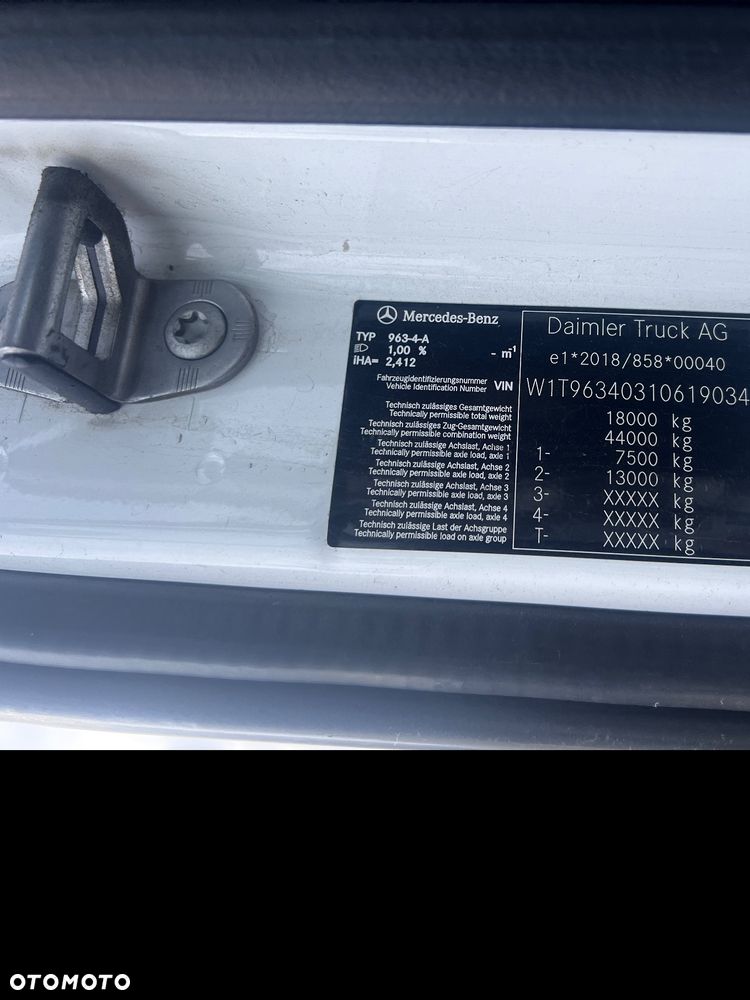 Mercedes-Benz
TYP 963-4-A
1,00 % - m⁻¹
iHA= 2,412
Fahrzeugidentifizierungsnummer
Vehicle Identification Number VIN
Technisch zulässiges Gesamtgewicht
Technically permissible total weight
Technisch zulässiges Zug-Gesamtgewicht
Technically permissible combination weight
Technisch zulässige Achslast, Achse 1
Technically permissible axle load, axle 1
Technisch zulässige Achslast, Achse 2
Technically permissible axle load, axle 2
Technisch zulässige Achslast, Achse 3
Technically permissible axle load, axle 3
Technisch zulässige Achslast, Achse 4
Technically permissible axle load, axle 4
Technisch zulässige Last der Achsgruppe
Technically permissible load on axle group
Daimler Truck AG
e1*2018/858*00040
W1T96340310619034
18000 kg
44000 kg
1- 7500 kg
2- 13000 kg
3- XXXXX kg
4- XXXXX kg
T- XXXXX kg
OTOMOTO